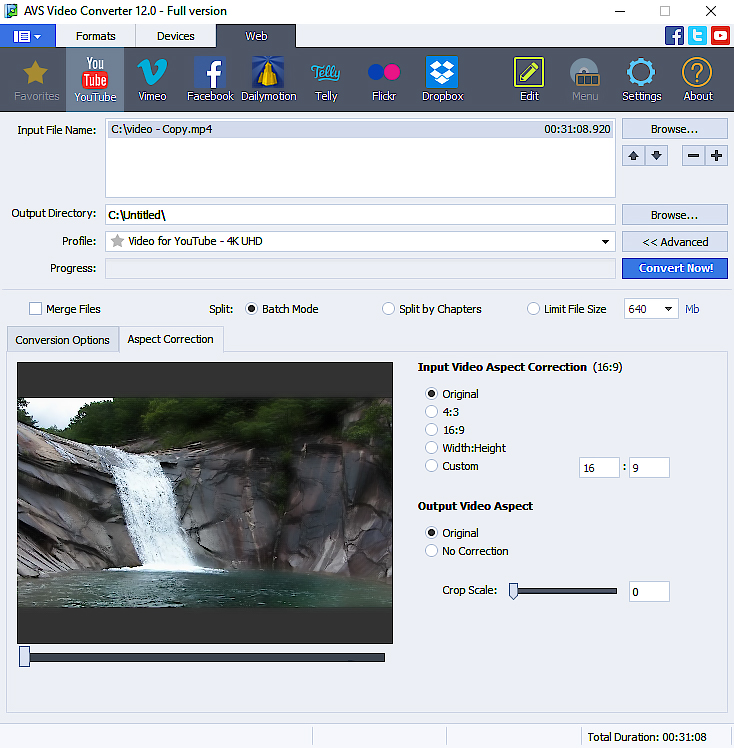 AVS Video Converter 12.0 - Full version
Formats Devices Web
You
Tube
Telly
Favorites YouTube Vimeo Facebook Dailymotion Telly Flickr Dropbox Edit Menu Settings About
Input File Name: C:\video - Copy.mp4 00:31:08.920 Browse...
Output Directory: C:\Untitled\ Browse...
Profile: Video for YouTube - 4K UHD << Advanced
Progress: Convert Now!
Merge Files Split: Batch Mode Split by Chapters Limit File Size 640 Mb
Conversion Options Aspect Correction
Input Video Aspect Correction (16:9)
Original
4:3
16:9
Width:Height
Custom 16 : 9
Output Video Aspect
Original
No Correction
Crop Scale: 0
Total Duration: 00:31:08